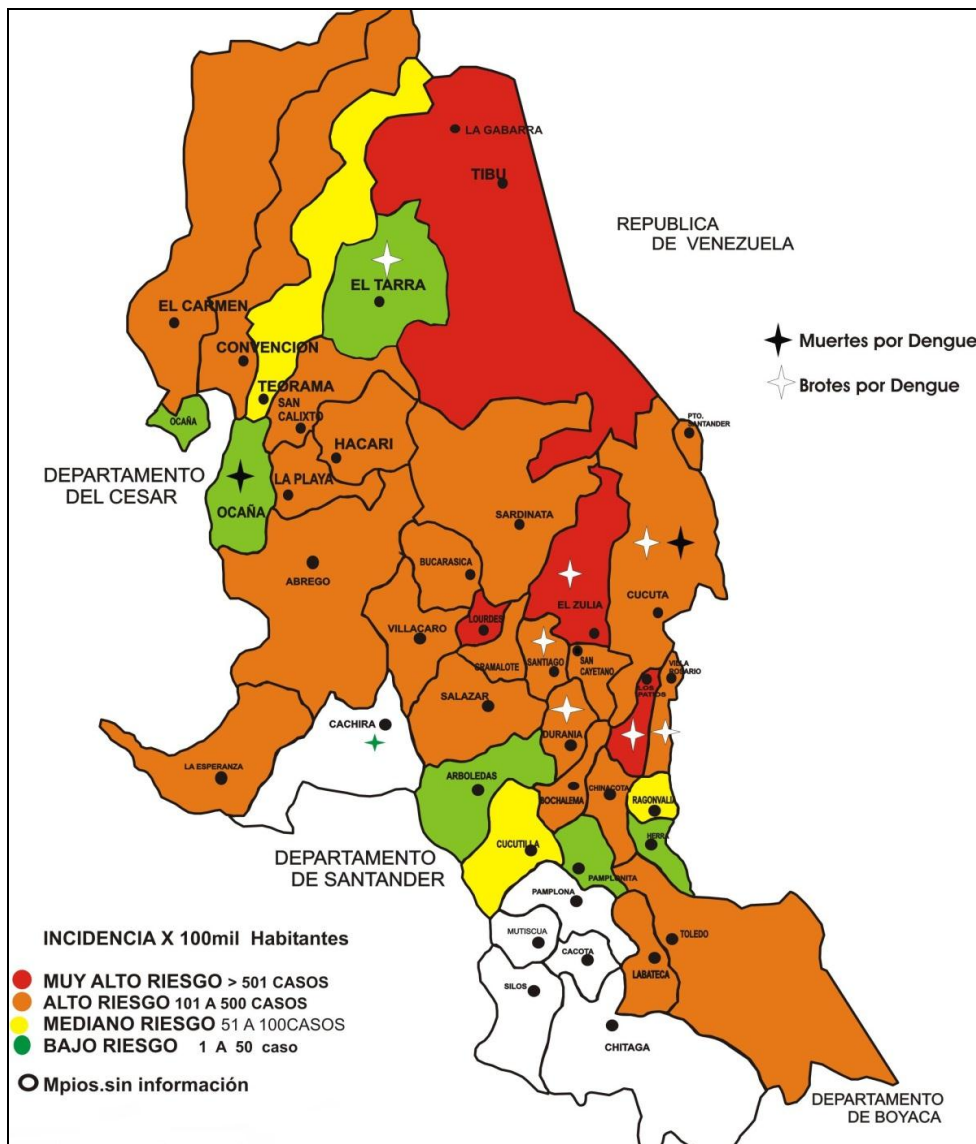 LA GABARRA
TIBU
REPUBLICA
DE VENEZUELA
EL TARRA
EL CARMEN
CONVENCIÓN
TEORAMA
Muertes por Dengue
Brotes por Dengue
OCAÑA
SAN
CALIXTO
PTO.
SANTANDER
HACARI
DEPARTAMENTO
DEL CESAR
LA PLAYA
OCAÑA
SARDINATA
ABREGO
BUCARASICA
CUCUTA
EL ZULIA
LOURDES
VILLACARO
GRAMALOTE
SANTIAGO
SAN
CAYETANO
VILLA
ROSARIO
LOS
PATIOS
SALAZAR
CACHIRA
DURANIA
LA ESPERANZA
ARBOLEDAS
BOCHALEMA
CHINACOTA
RAGONVALIA
CUCUTILLA
HERRA
DEPARTAMENTO
DE SANTANDER
PAMPLONITA
PAMPLONA
MUTISCUA
CACOTA
TOLEDO
LABATECA
SILOS
CHITAGA
INCIDENCIA X 100mil Habitantes
MUY ALTO RIESGO > 501 CASOS
ALTO RIESGO 101 A 500 CASOS
MEDIANO RIESGO 51 A 100CASOS
BAJO RIESGO 1 A 50 caso
Mpios.sin información
DEPARTAMENTO
DE BOYACA